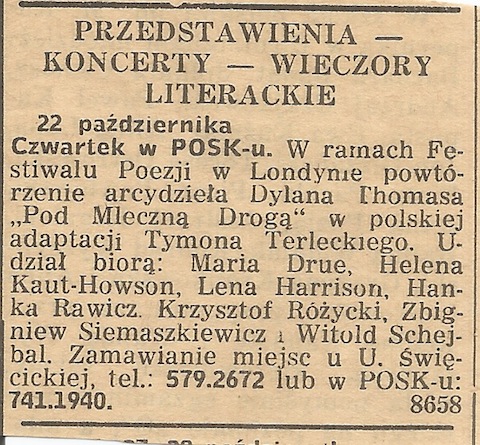 PRZEDSTAWIENIA —
KONCERTY — WIECZORY
LITERACKIE
22 października
Czwartek w POSK-u. W ramach Fe-
stiwalu Poezji w Londynie powtó-
rzenie arcydzieła Dylana Thomasa
„Pod Mleczną Drogą" w polskiej
adaptacji Tymona Terleckiego. U-
dział biorą: Maria Drue, Helena
Kaut-Howson, Lena Harrison, Han-
ka Rawicz. Krzysztof Różycki, Zbig-
niew Siemaszkiewicz i Witold Schej-
bal. Zamawianie miejsc u U. Święc-
cickiej, tel.: 579.2672 lub w POSK-u:
741.1940. 8658